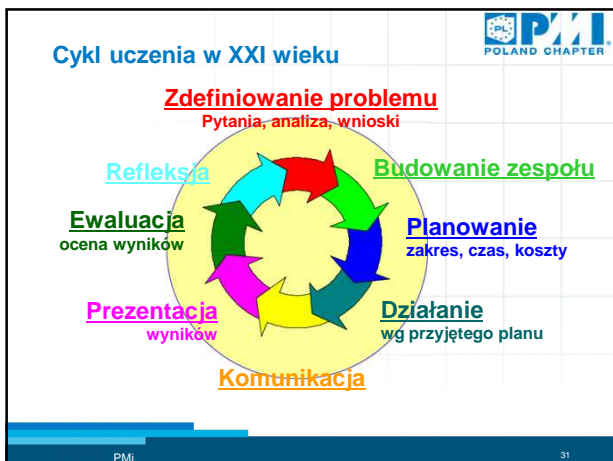 Cykl uczenia w XXI wieku
PL
PMI
POLAND CHAPTER
Zdefiniowanie problemu
Pytania, analiza, wnioski
Refleksja
Budowanie zespołu
Ewaluacja
ocena wyników
Planowanie
zakres, czas, koszty
Prezentacja
wyników
Działanie
wg przyjętego planu
Komunikacja
PMi
31